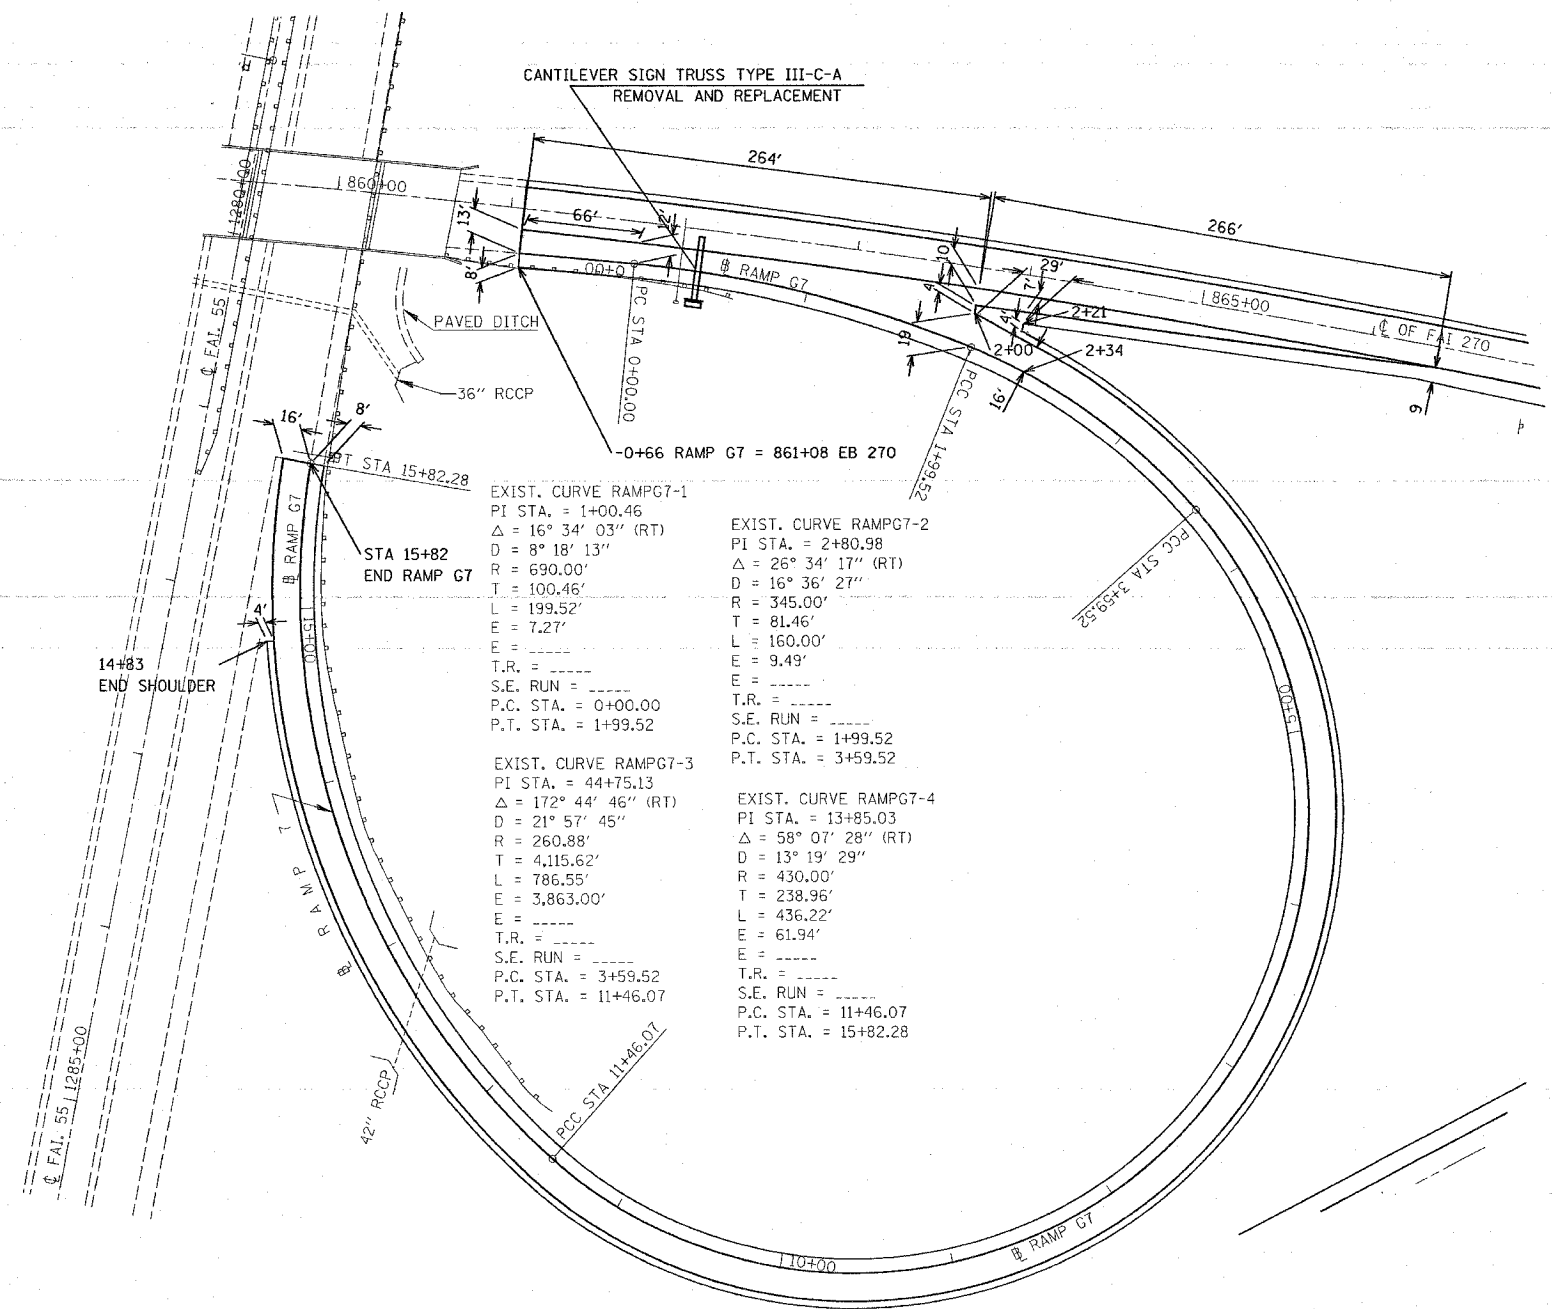 CANTILEVER SIGN TRUSS TYPE III-C-A
REMOVAL AND REPLACEMENT
264'
266'
860+00
1280+00
13'
66'
12'
8'
0+00
℄ FAI. 55
PAVED DITCH
36" RCCP
PC STA 0+00.00
⅊ RAMP G7
10
4
19
29'
7'
4'
2+21
2+00
2+34
16'
865+00
℄ OF FAI 270
6
PCC STA 1+99.52
PCC STA 3+59.52
-0+66 RAMP G7 = 861+08 EB 270
16'
8'
PT STA 15+82.28
⅊ RAMP G7
STA 15+82
END RAMP G7
15+00
4'
14+83
END SHOULDER
EXIST. CURVE RAMPG7-1
PI STA. = 1+00.46
Δ = 16° 34' 03" (RT)
D = 8° 18' 13"
R = 690.00'
T = 100.46'
L = 199.52'
E = 7.27'
E = _____
T.R. = _____
S.E. RUN = _____
P.C. STA. = 0+00.00
P.T. STA. = 1+99.52
EXIST. CURVE RAMPG7-2
PI STA. = 2+80.98
Δ = 26° 34' 17" (RT)
D = 16° 36' 27"
R = 345.00'
T = 81.46'
L = 160.00'
E = 9.49'
E = _____
T.R. = _____
S.E. RUN = _____
P.C. STA. = 1+99.52
P.T. STA. = 3+59.52
EXIST. CURVE RAMPG7-3
PI STA. = 44+75.13
Δ = 172° 44' 46" (RT)
D = 21° 57' 45"
R = 260.88'
T = 4,115.62'
L = 786.55'
E = 3,863.00'
E = _____
T.R. = _____
S.E. RUN = _____
P.C. STA. = 3+59.52
P.T. STA. = 11+46.07
EXIST. CURVE RAMPG7-4
PI STA. = 13+85.03
Δ = 58° 07' 28" (RT)
D = 13° 19' 29"
R = 430.00'
T = 238.96'
L = 436.22'
E = 61.94'
E = _____
T.R. = _____
S.E. RUN = _____
P.C. STA. = 11+46.07
P.T. STA. = 15+82.28
5+00
⅊ RAMP 7
42" RCCP
PCC STA 11+46.07
℄ FAI. 55
1285+00
10+00
⅊ RAMP G7